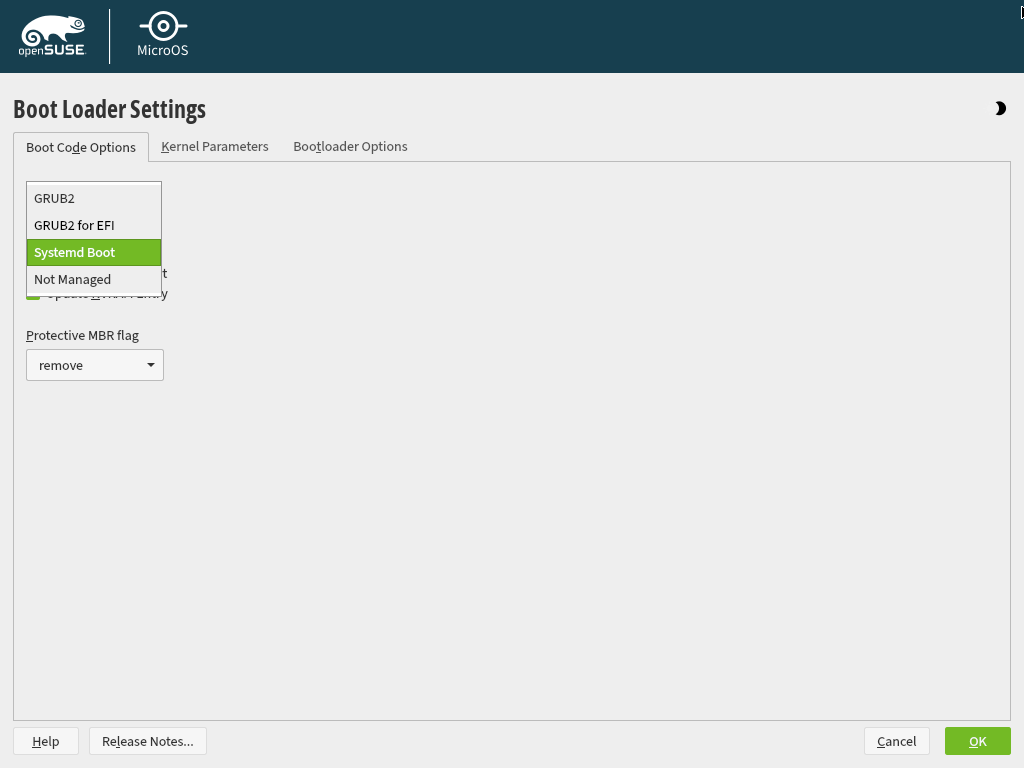 openSUSE
MicroOS
Boot Loader Settings
Boot Code Options
Kernel Parameters
Bootloader Options
GRUB2
GRUB2 for EFI
Systemd Boot
Not Managed
Entry
Protective MBR flag
remove
Help
Release Notes...
Cancel
OK